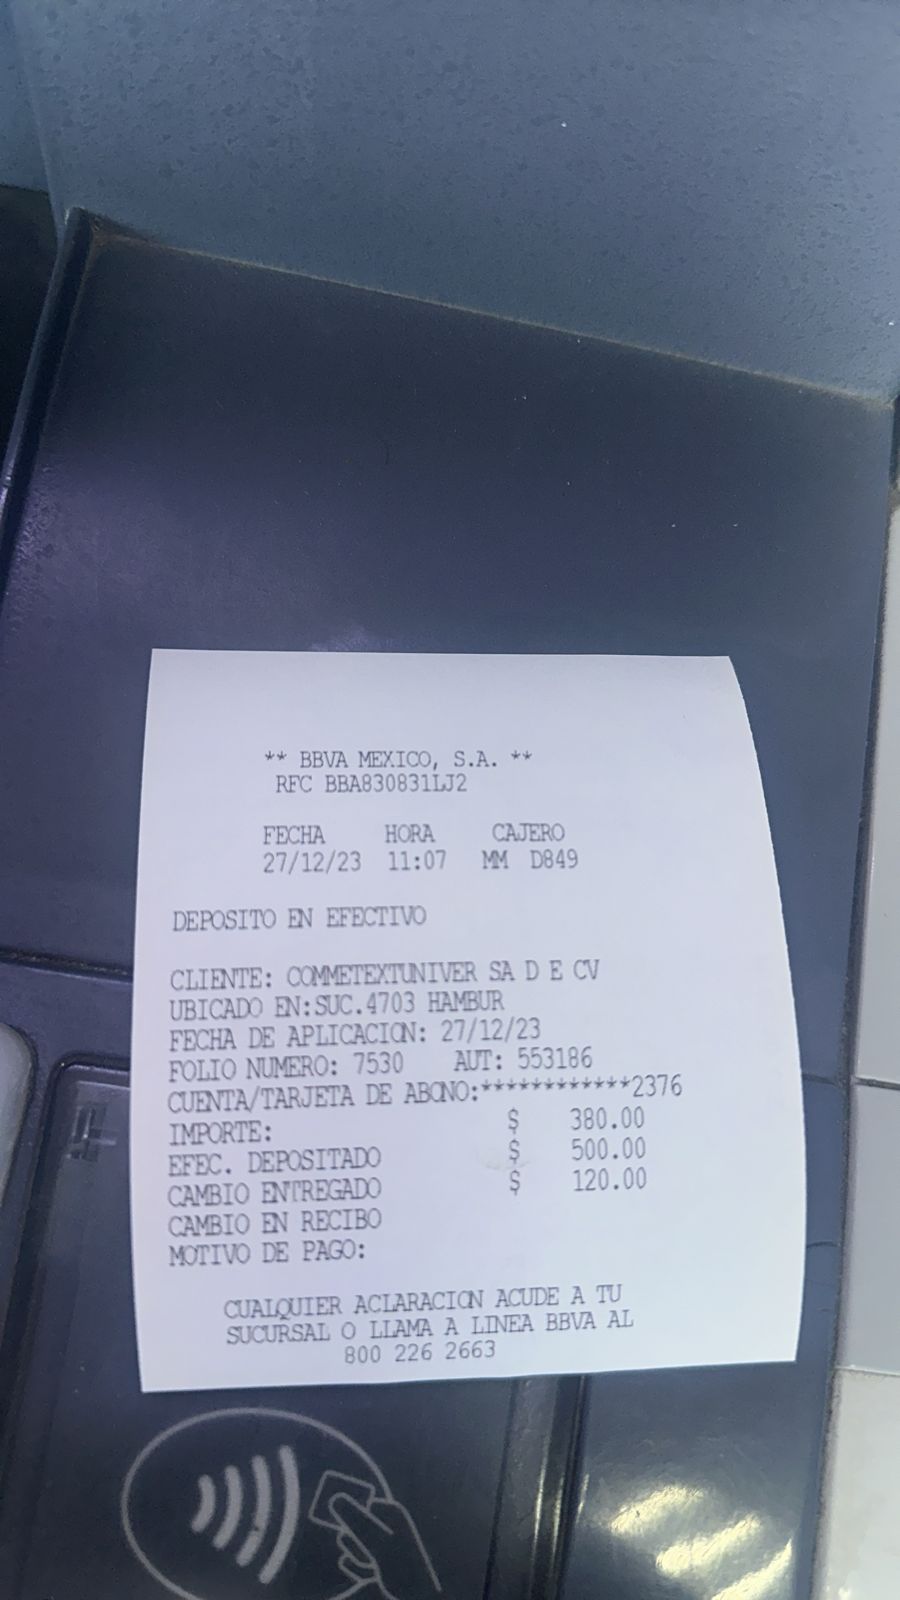 ** BBVA MEXICO, S.A. **
RFC BBA830831LJ2
FECHA HORA CAJERO
27/12/23 11:07 MM D849
DEPOSITO EN EFECTIVO
CLIENTE: COMMETEXTUNIVER SA D E CV
UBICADO EN:SUC.4703 HAMBUR
FECHA DE APLICACION: 27/12/23
FOLIO NUMERO: 7530 AUT: 553186
CUENTA/TARJETA DE ABONO:************2376
IMPORTE: $ 380.00
EFEC. DEPOSITADO $ 500.00
CAMBIO ENTREGADO $ 120.00
CAMBIO EN RECIBO
MOTIVO DE PAGO:
CUALQUIER ACLARACION ACUDE A TU
SUCURSAL O LLAMA A LINEA BBVA AL
800 226 2663